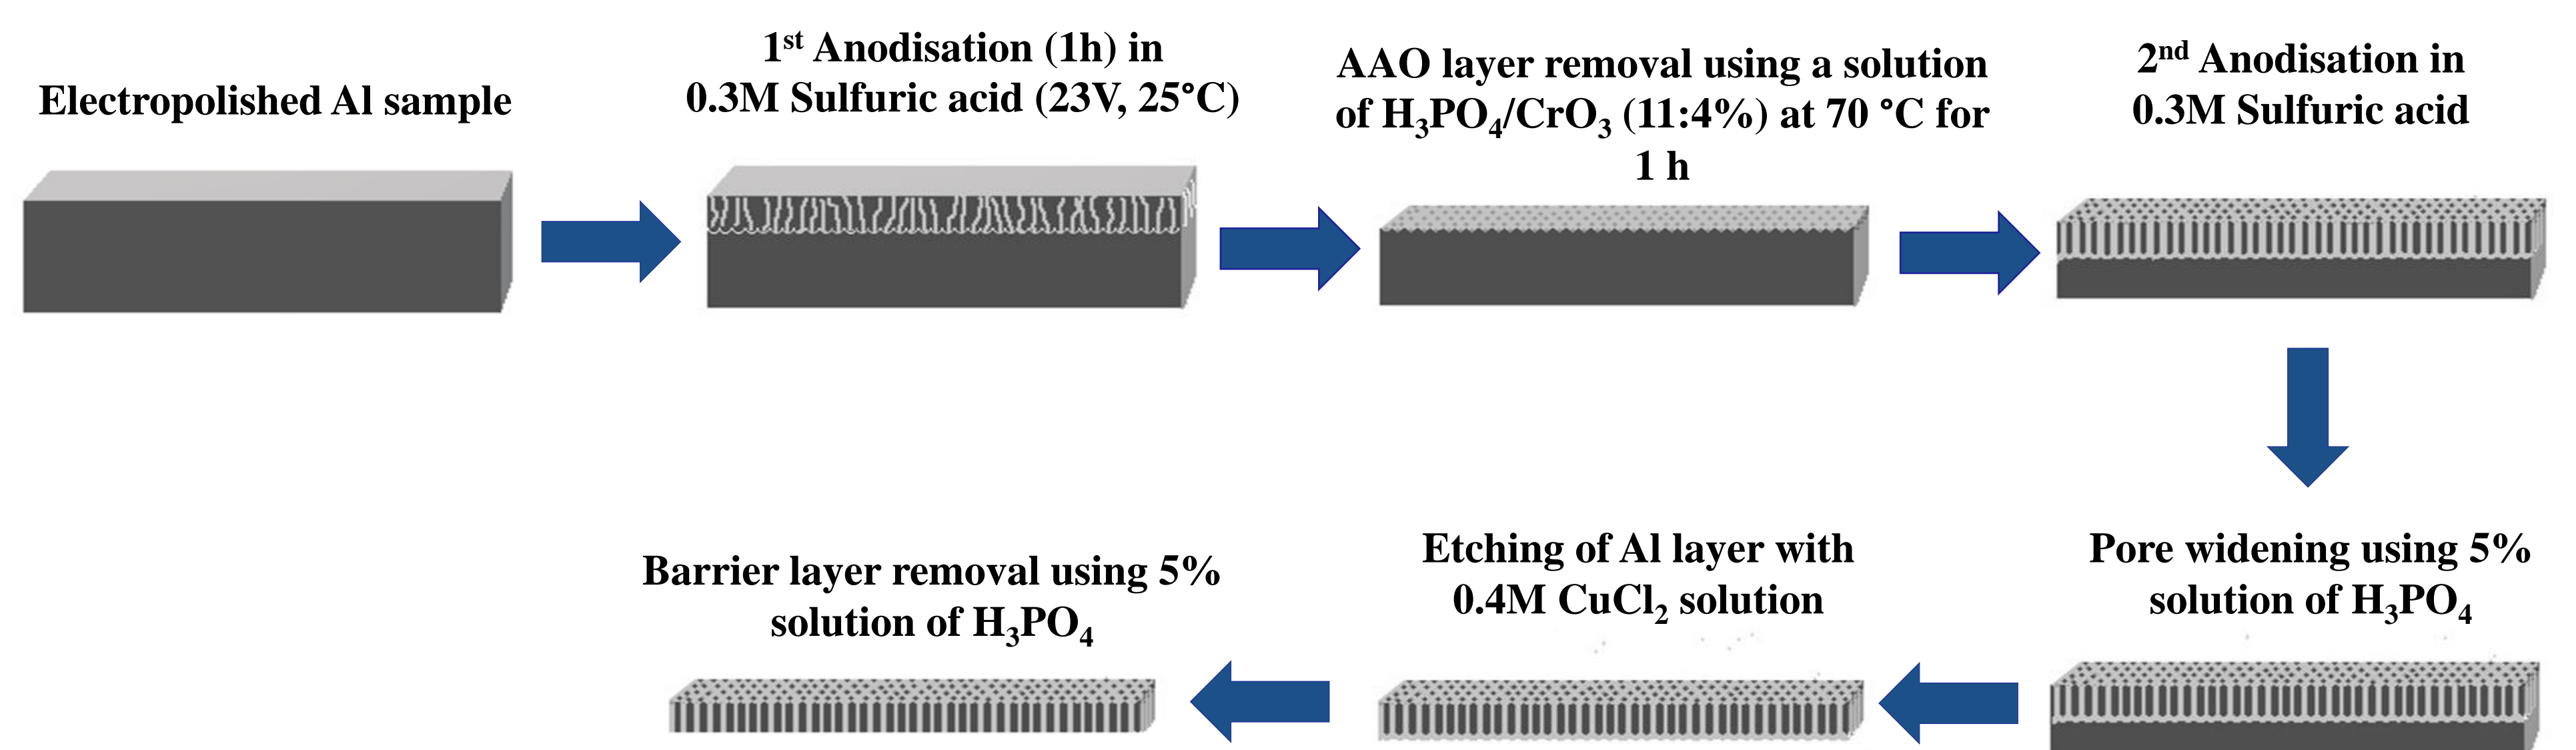 Electropolished Al sample
1st Anodisation (1h) in
0.3M Sulfuric acid (23V, 25°C)
AAO layer removal using a solution
of H₃PO₄/CrO₃ (11:4%) at 70 °C for
1 h
2nd Anodisation in
0.3M Sulfuric acid
Pore widening using 5%
solution of H₃PO₄
Etching of Al layer with
0.4M CuCl₂ solution
Barrier layer removal using 5%
solution of H₃PO₄